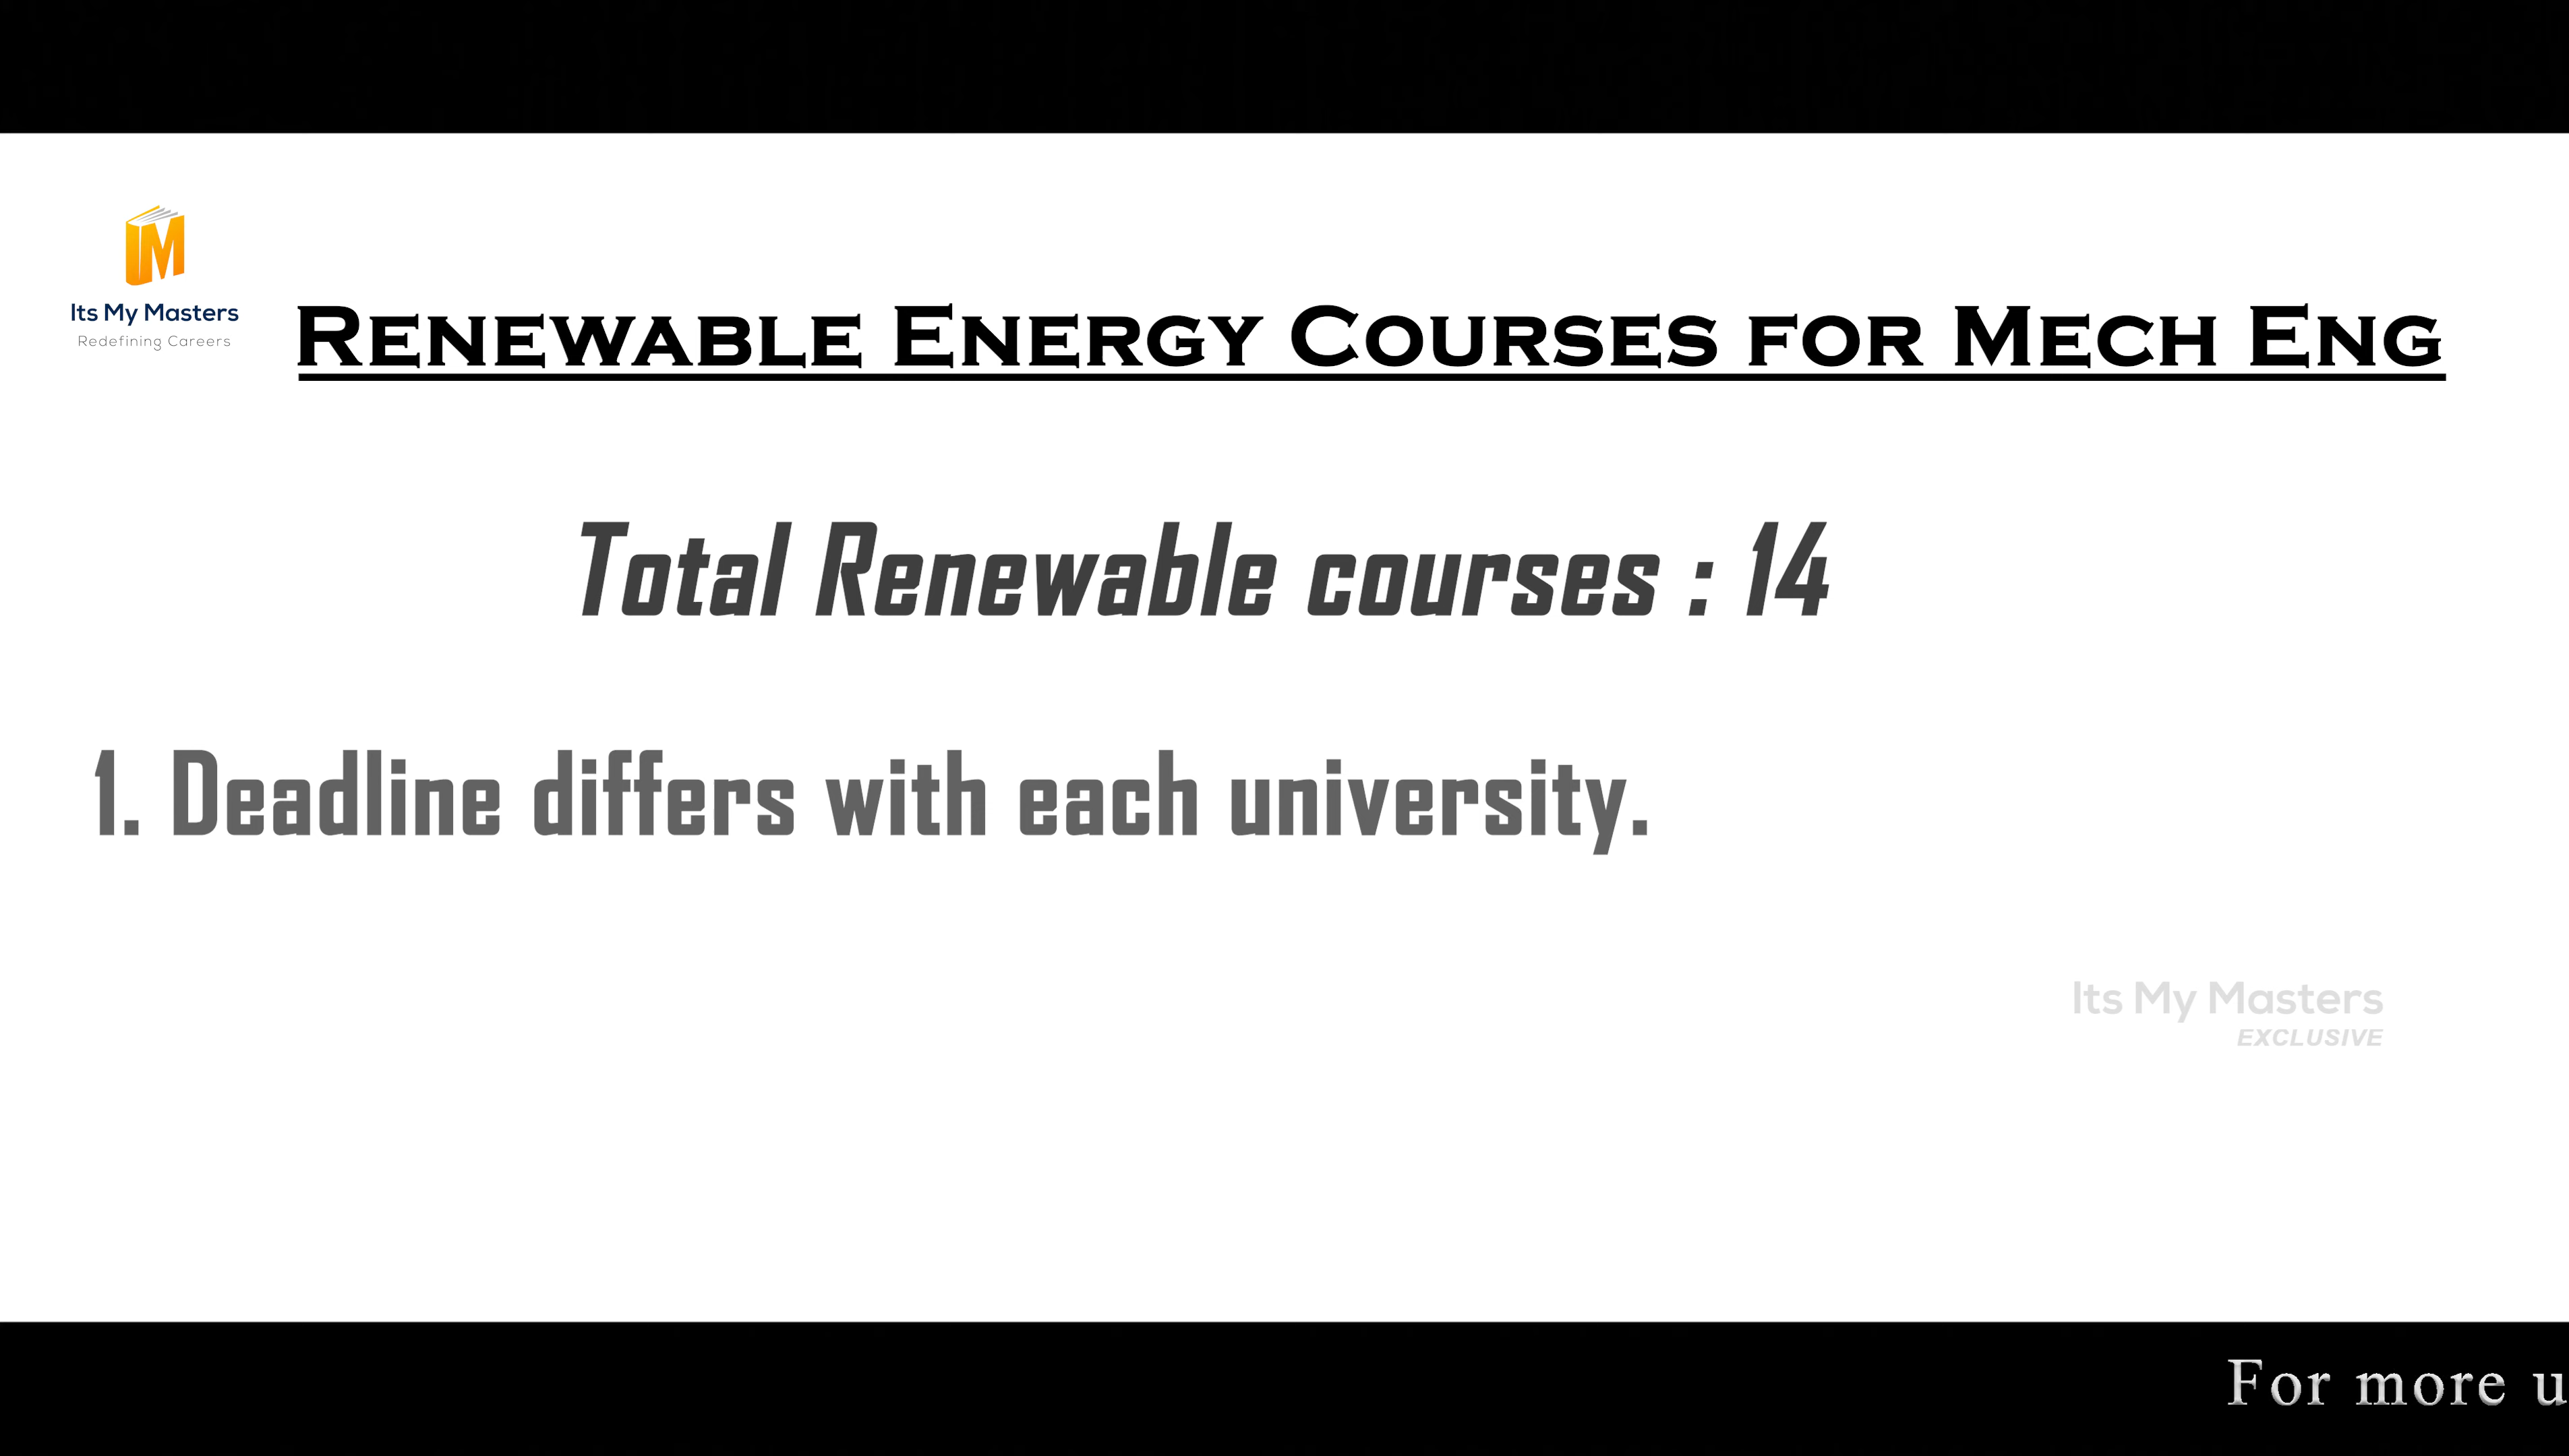 Its My Masters
Redefining Careers
RENEWABLE ENERGY COURSES FOR MECH ENG
Total Renewable courses : 14
1. Deadline differs with each university.
Its My Masters
EXCLUSIVE
For more